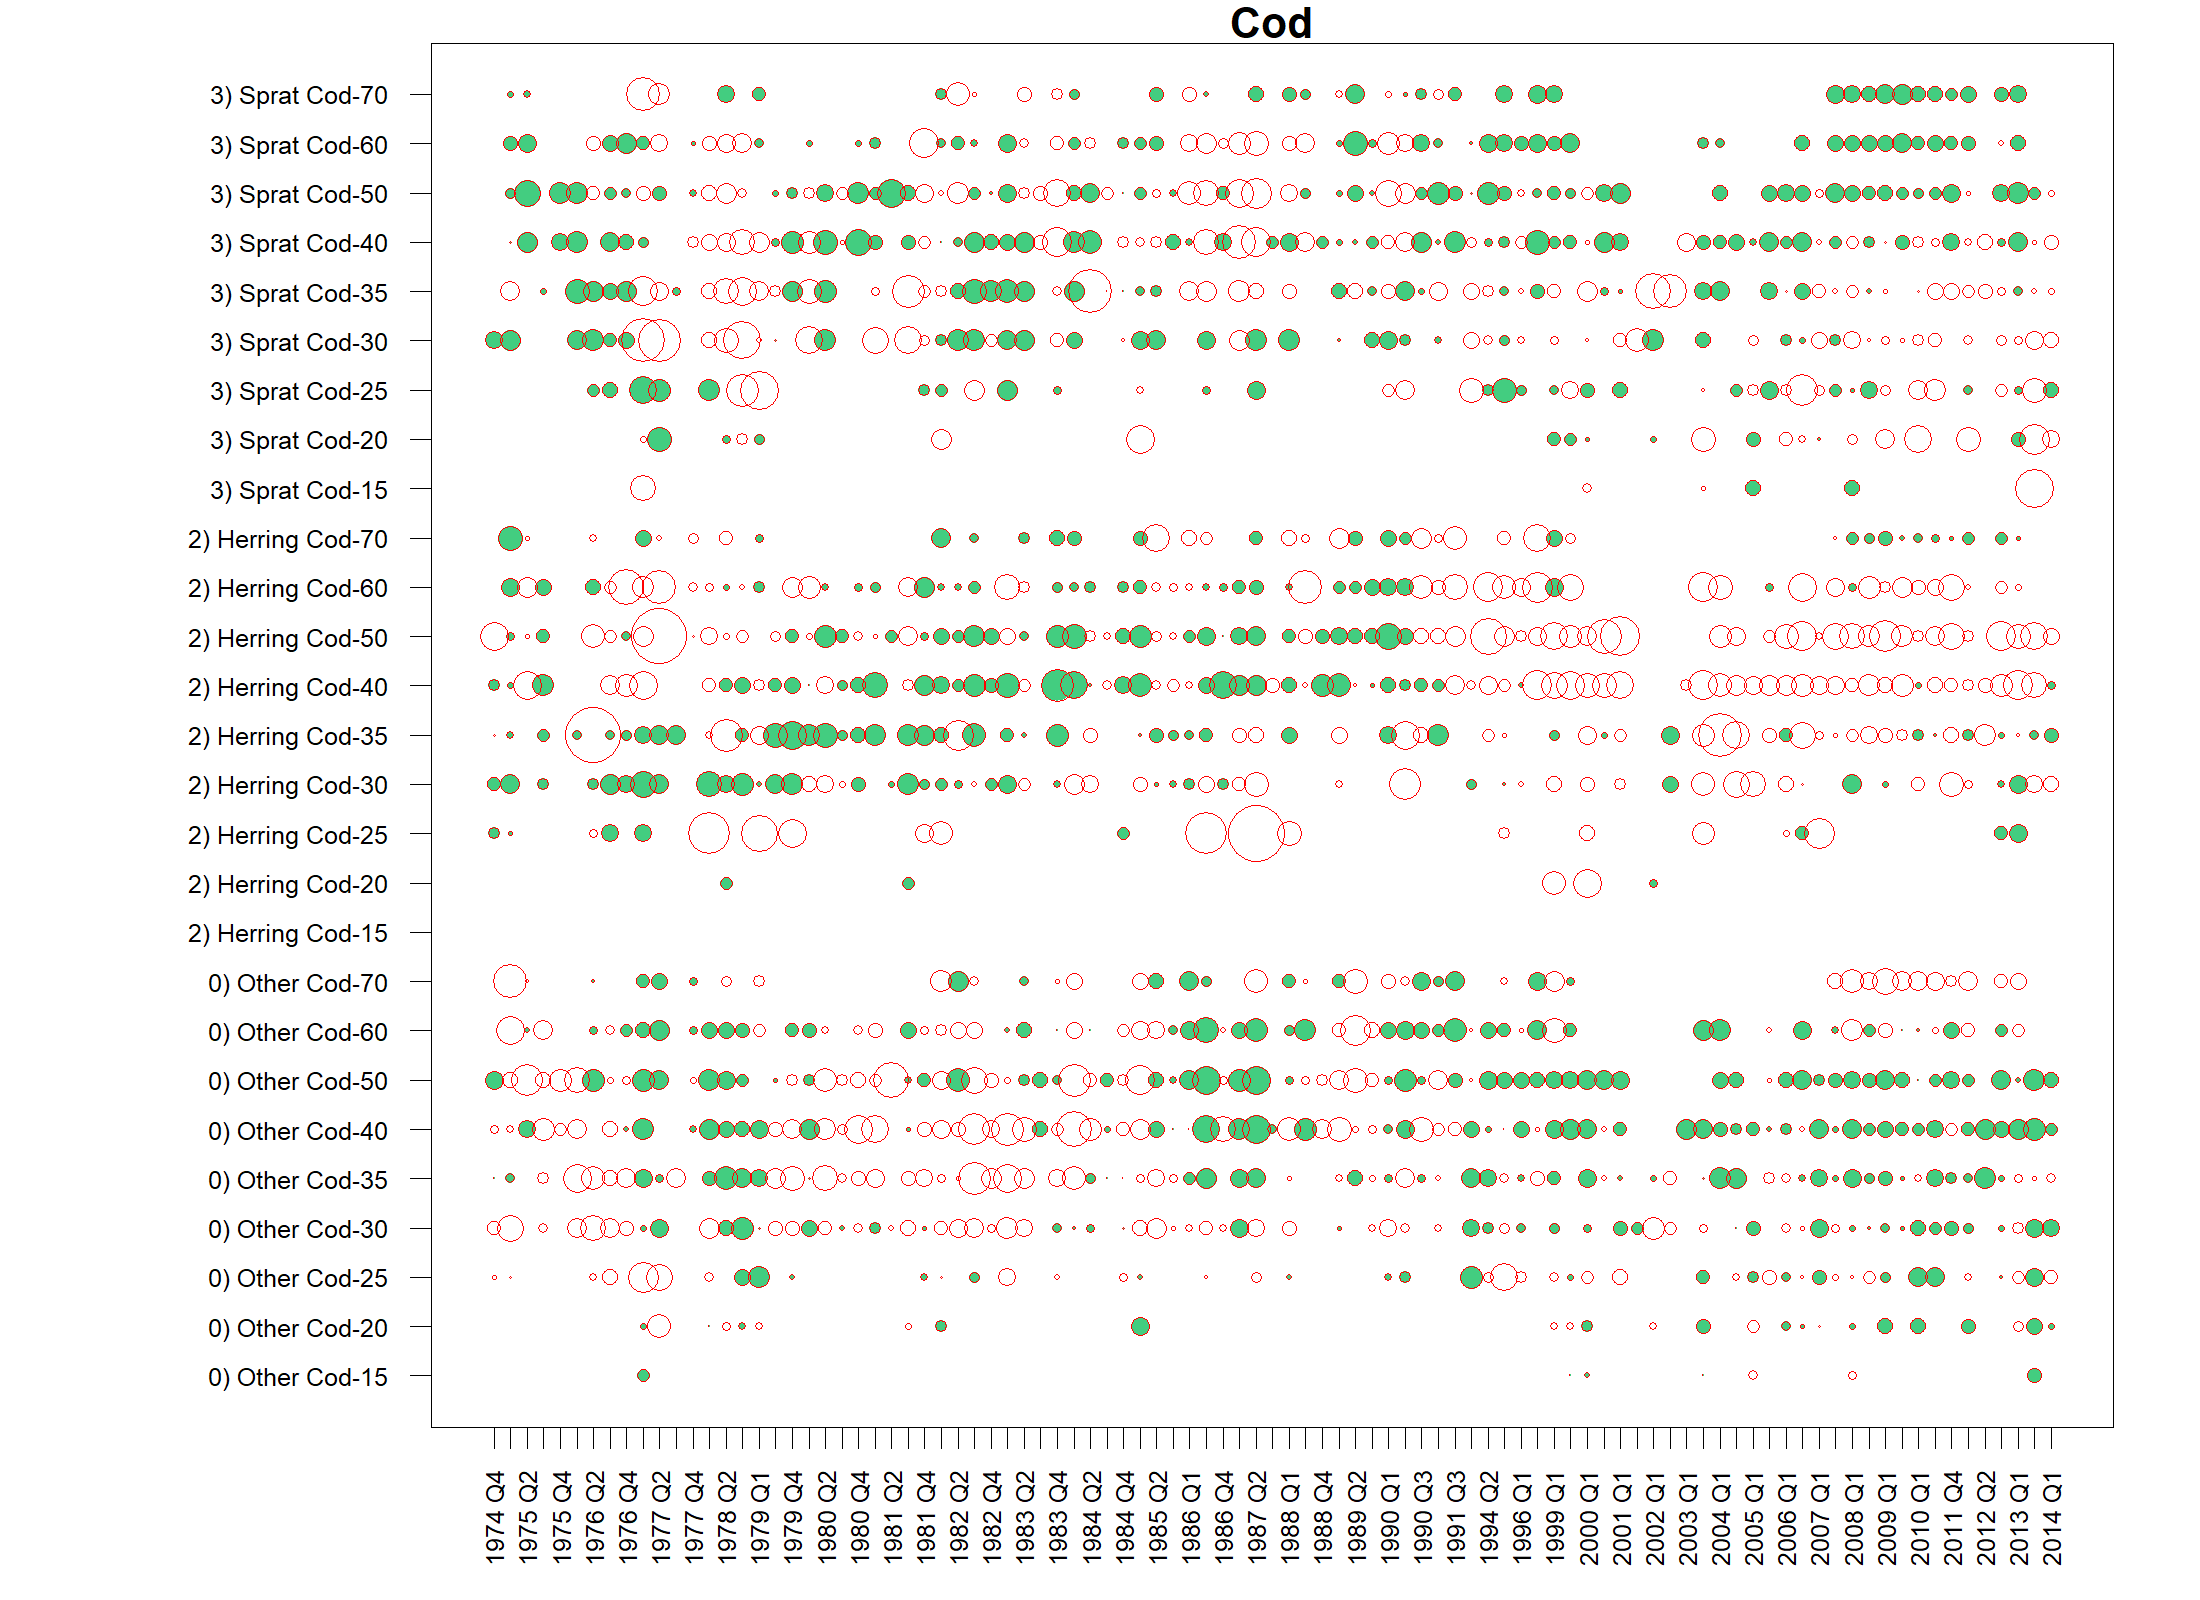 Cod
3) Sprat Cod-70
3) Sprat Cod-60
3) Sprat Cod-50
3) Sprat Cod-40
3) Sprat Cod-35
3) Sprat Cod-30
3) Sprat Cod-25
3) Sprat Cod-20
3) Sprat Cod-15
2) Herring Cod-70
2) Herring Cod-60
2) Herring Cod-50
2) Herring Cod-40
2) Herring Cod-35
2) Herring Cod-30
2) Herring Cod-25
2) Herring Cod-20
2) Herring Cod-15
0) Other Cod-70
0) Other Cod-60
0) Other Cod-50
0) Other Cod-40
0) Other Cod-35
0) Other Cod-30
0) Other Cod-25
0) Other Cod-20
0) Other Cod-15
1974 Q4
1975 Q2
1975 Q4
1976 Q2
1976 Q4
1977 Q2
1977 Q4
1978 Q2
1979 Q1
1979 Q4
1980 Q2
1980 Q4
1981 Q2
1981 Q4
1982 Q2
1982 Q4
1983 Q2
1983 Q4
1984 Q2
1984 Q4
1985 Q2
1986 Q1
1986 Q4
1987 Q2
1988 Q1
1988 Q4
1989 Q2
1990 Q1
1990 Q3
1991 Q3
1994 Q2
1996 Q1
1999 Q1
2000 Q1
2001 Q1
2002 Q1
2003 Q1
2004 Q1
2005 Q1
2006 Q1
2007 Q1
2008 Q1
2009 Q1
2010 Q1
2011 Q4
2012 Q2
2013 Q1
2014 Q1